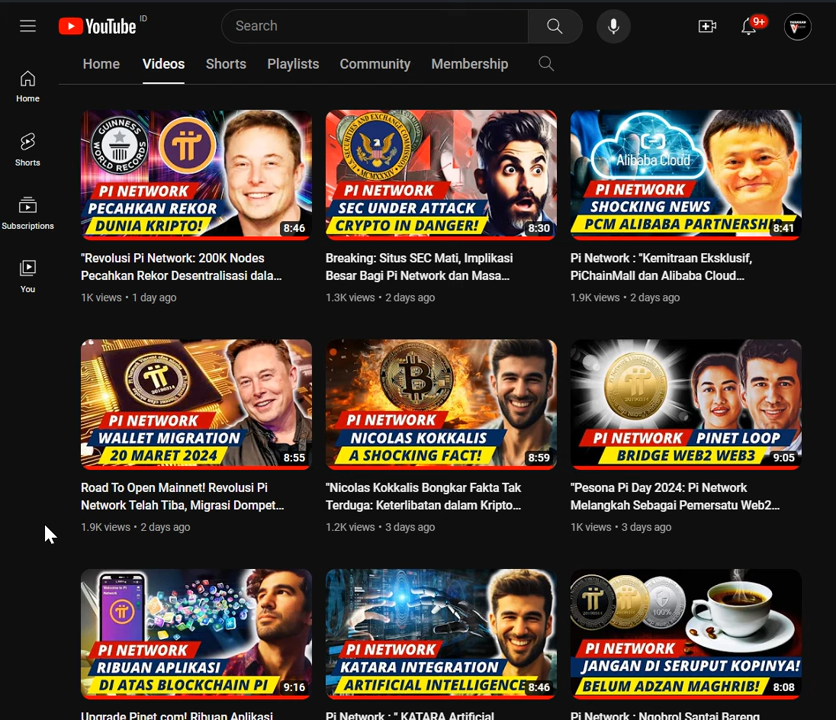 YouTube ID
Search
9+
Home Videos Shorts Playlists Community Membership
Home
Shorts
Subscriptions
You
GUINNESS WORLD RECORDS
PI NETWORK
PECAHKAN REKOR
DUNIA KRIPTO!
8:46
"Revolusi Pi Network: 200K Nodes
Pecahkan Rekor Desentralisasi dala...
1K views • 1 day ago
PI NETWORK
SEC UNDER ATTACK
CRYPTO IN DANGER!
8:30
Breaking: Situs SEC Mati, Implikasi
Besar Bagi Pi Network dan Masa...
1.3K views • 2 days ago
Alibaba Cloud
PI NETWORK
SHOCKING NEWS
PCM ALIBABA PARTNERSHIP
8:41
Pi Network : "Kemitraan Eksklusif,
PiChainMall dan Alibaba Cloud...
1.9K views • 2 days ago
PI NETWORK
WALLET MIGRATION
20 MARET 2024
8:55
Road To Open Mainnet! Revolusi Pi
Network Telah Tiba, Migrasi Dompet...
1.9K views • 2 days ago
PI NETWORK
NICOLAS KOKKALIS
A SHOCKING FACT!
8:59
"Nicolas Kokkalis Bongkar Fakta Tak
Terduga: Keterlibatan dalam Kripto...
1.2K views • 3 days ago
PI NETWORK PINET LOOP
BRIDGE WEB2 WEB3
9:05
"Pesona Pi Day 2024: Pi Network
Melangkah Sebagai Pemersatu Web2...
1K views • 3 days ago
PI NETWORK
RIBUAN APLIKASI
DI ATAS BLOCKCHAIN PI
9:16
Upgrade Pinet.com! Ribuan Aplikasi
PI NETWORK
KATARA INTEGRATION
ARTIFICIAL INTELLIGENCE
8:46
Pi Network : " KATARA Artificial
100%
PI NETWORK
JANGAN DI SERUPUT KOPINYA!
BELUM ADZAN MAGHRIB!
8:08
Pi Network : Ngobrol Santai Bareng